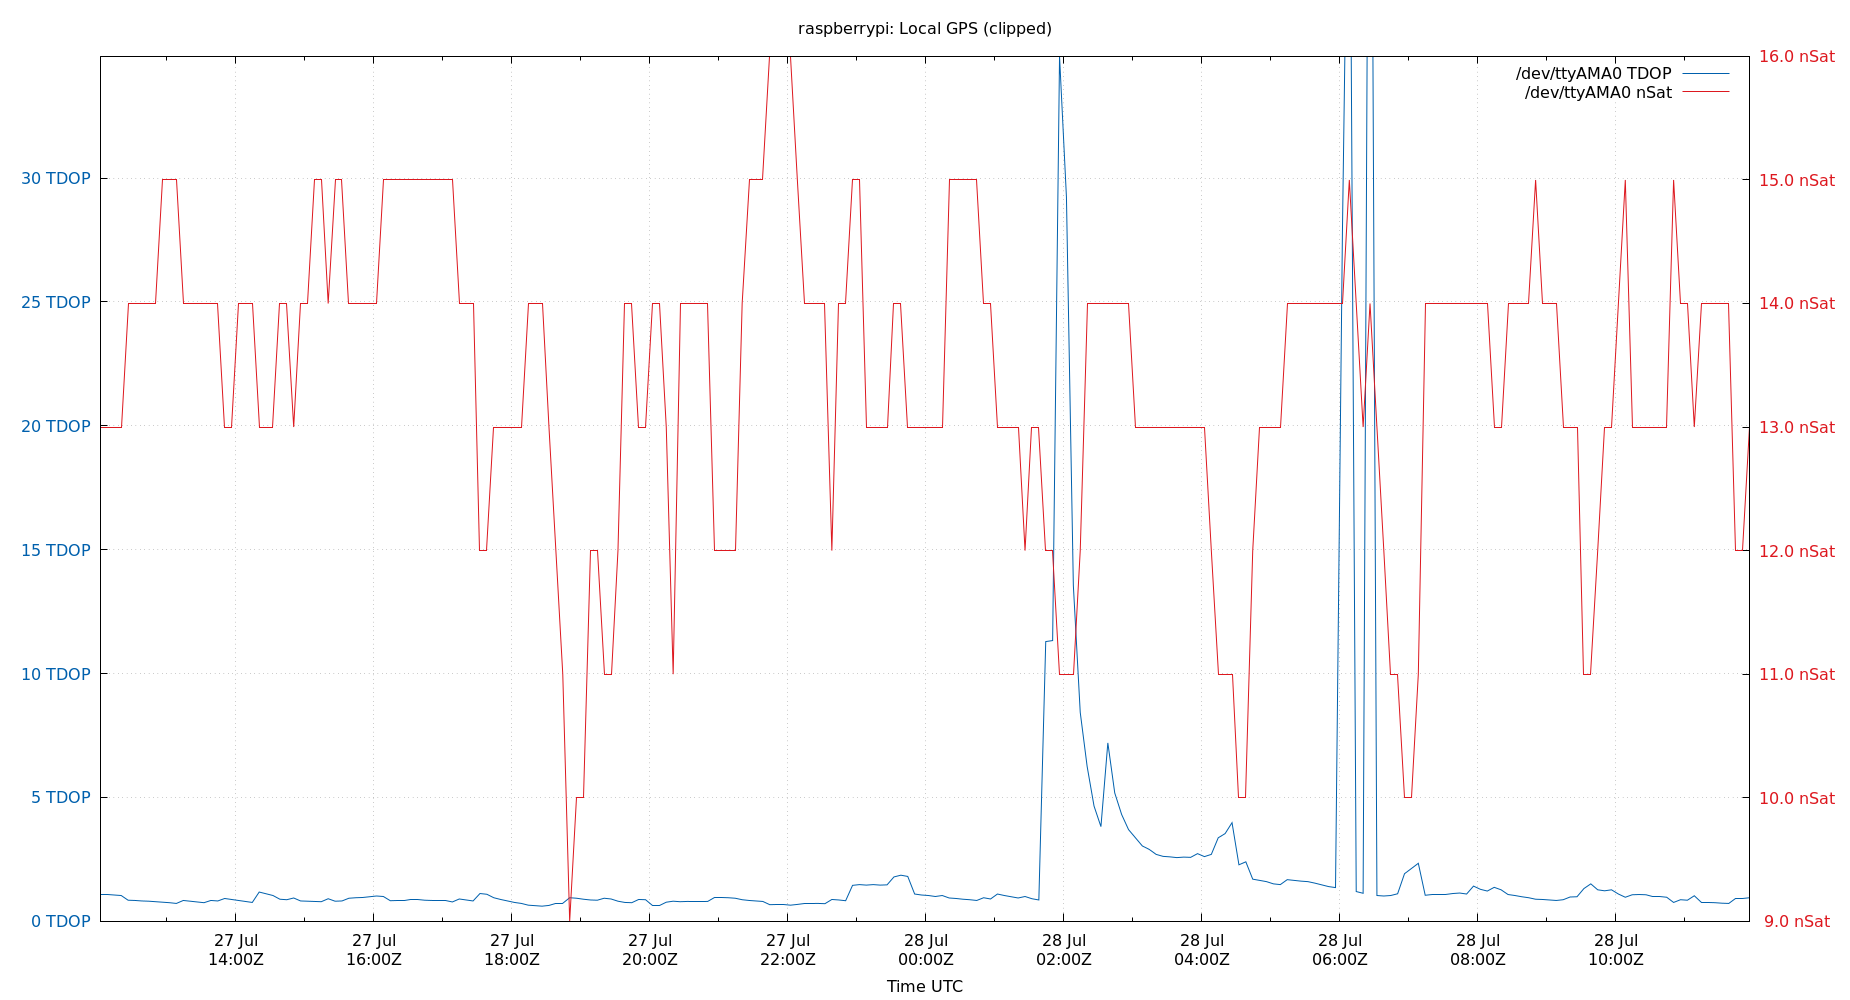 raspberrypi: Local GPS (clipped)
/dev/ttyAMA0 TDOP
/dev/ttyAMA0 nSat
30 TDOP
25 TDOP
20 TDOP
15 TDOP
10 TDOP
5 TDOP
0 TDOP
16.0 nSat
15.0 nSat
14.0 nSat
13.0 nSat
12.0 nSat
11.0 nSat
10.0 nSat
9.0 nSat
27 Jul
14:00Z
27 Jul
16:00Z
27 Jul
18:00Z
27 Jul
20:00Z
27 Jul
22:00Z
28 Jul
00:00Z
28 Jul
02:00Z
28 Jul
04:00Z
28 Jul
06:00Z
28 Jul
08:00Z
28 Jul
10:00Z
Time UTC